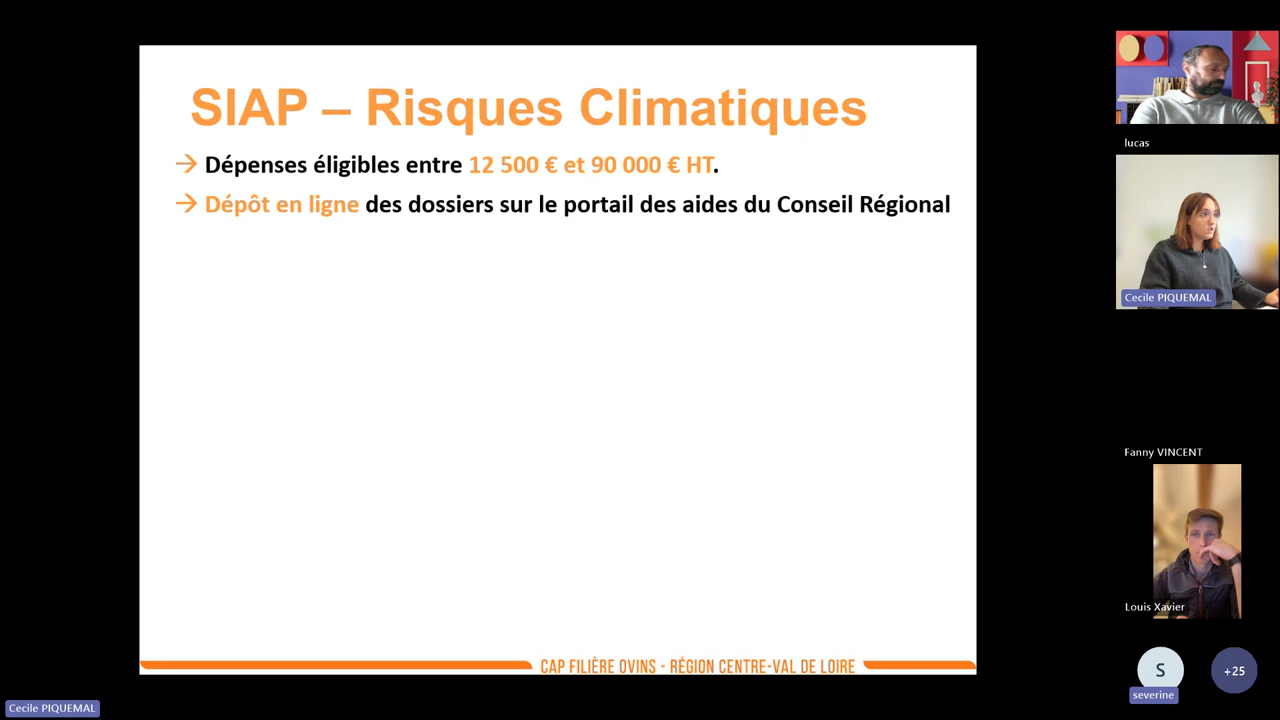 SIAP – Risques Climatiques
→ Dépenses éligibles entre 12 500 € et 90 000 € HT.
→ Dépôt en ligne des dossiers sur le portail des aides du Conseil Régional
CAP FILIÈRE OVINS - RÉGION CENTRE-VAL DE LOIRE
lucas
Cecile PIQUEMAL
Fanny VINCENT
Louis Xavier
S
severine
+25
Cecile PIQUEMAL